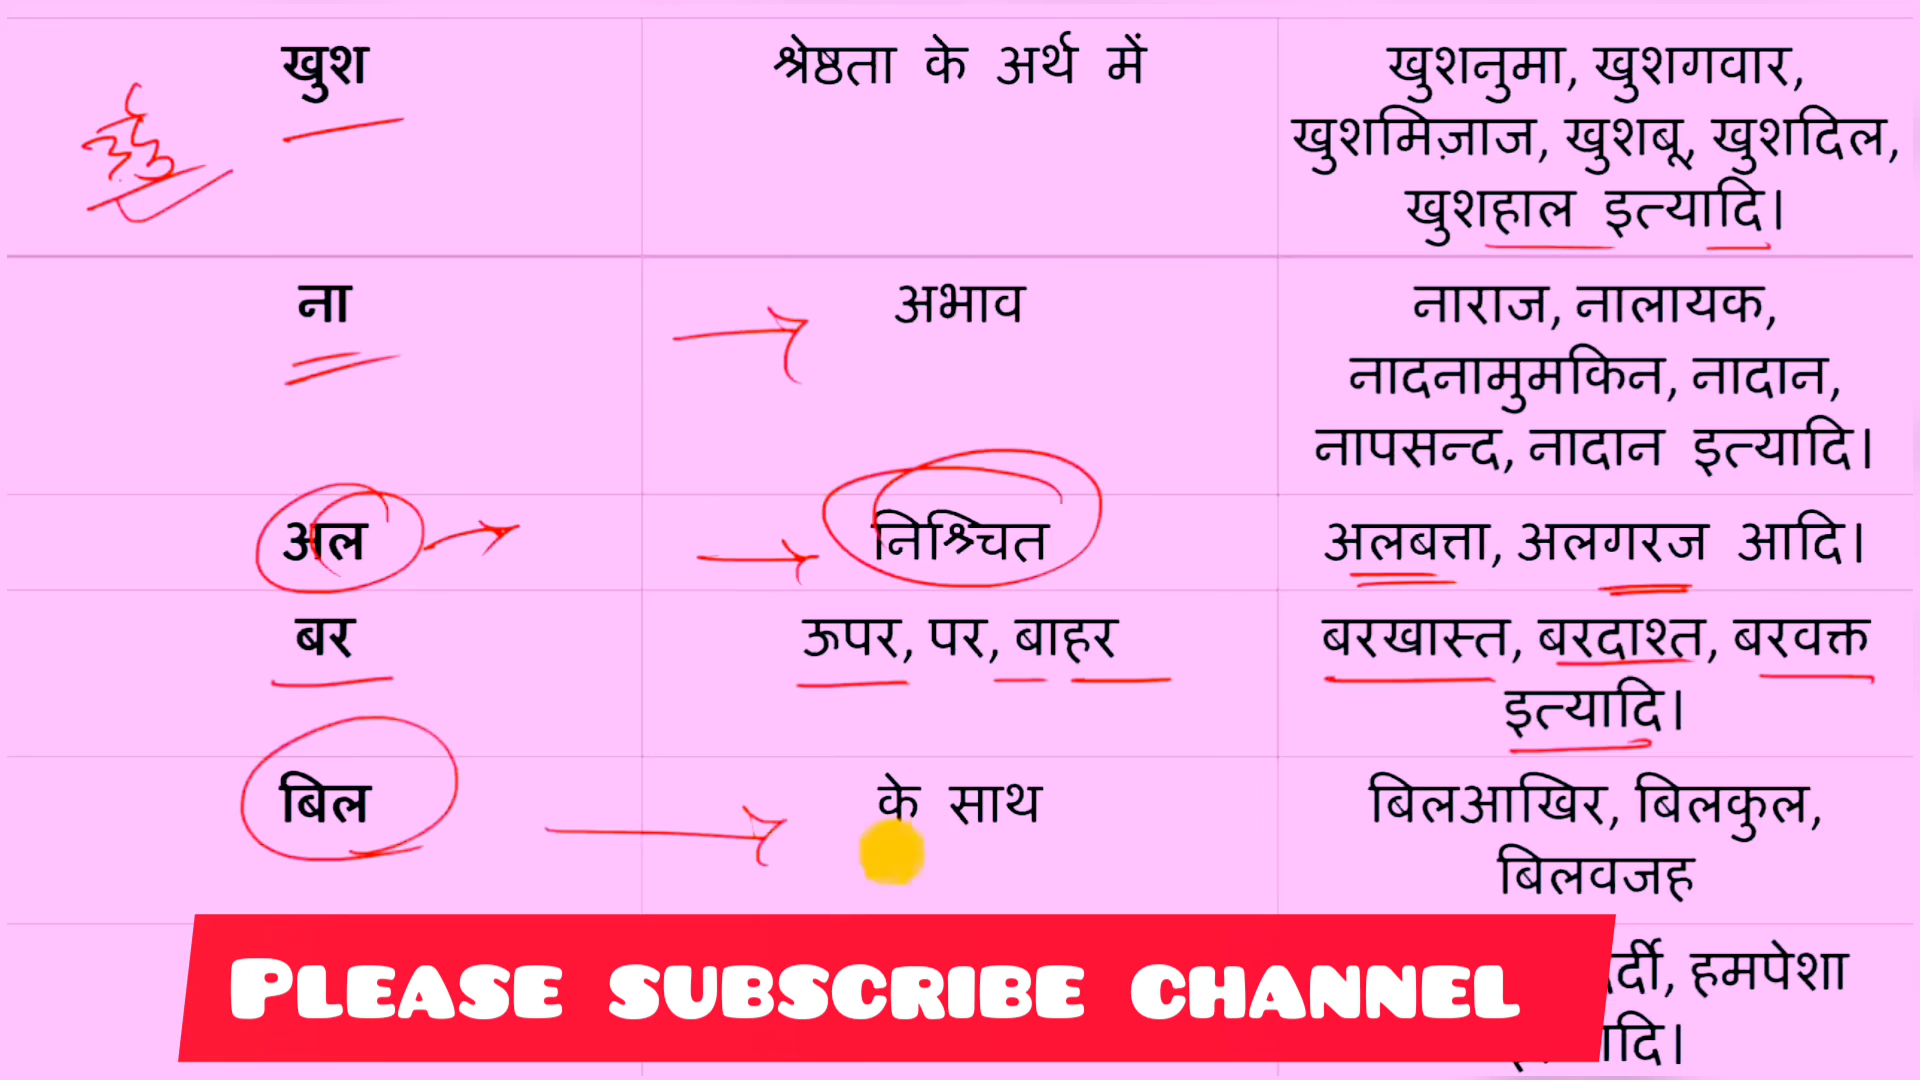 खुश श्रेष्ठता के अर्थ में खुशनुमा, खुशगवार,
खुशमिज़ाज, खुशबू, खुशदिल,
खुशहाल इत्यादि।
ना अभाव नाराज, नालायक,
नादनामुमकिन, नादान,
नापसन्द, नादान इत्यादि।
अल निश्चित अलबत्ता, अलगरज आदि।
बर ऊपर, पर, बाहर बरखास्त, बरदाश्त, बरवक्त
इत्यादि।
बिल के साथ बिलआखिर, बिलकुल,
बिलवजह
हमपेशा
PLEASE SUBSCRIBE CHANNEL